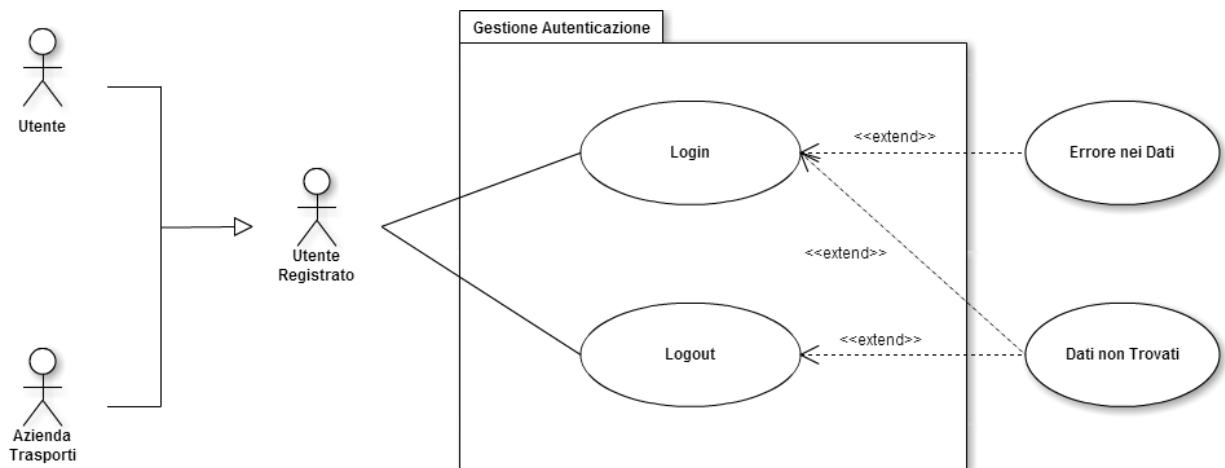 Gestione Autenticazione
Utente
Login
<<extend>>
Errore nei Dati
Utente
Registrato
<<extend>>
Logout
<<extend>>
Dati non Trovati
Azienda
Trasporti